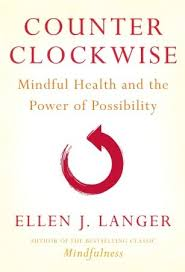 COUNTER
CLOCKWISE
Mindful Health and the
Power of Possibility
ELLEN J. LANGER
AUTHOR OF THE BESTSELLING CLASSIC
Mindfulness